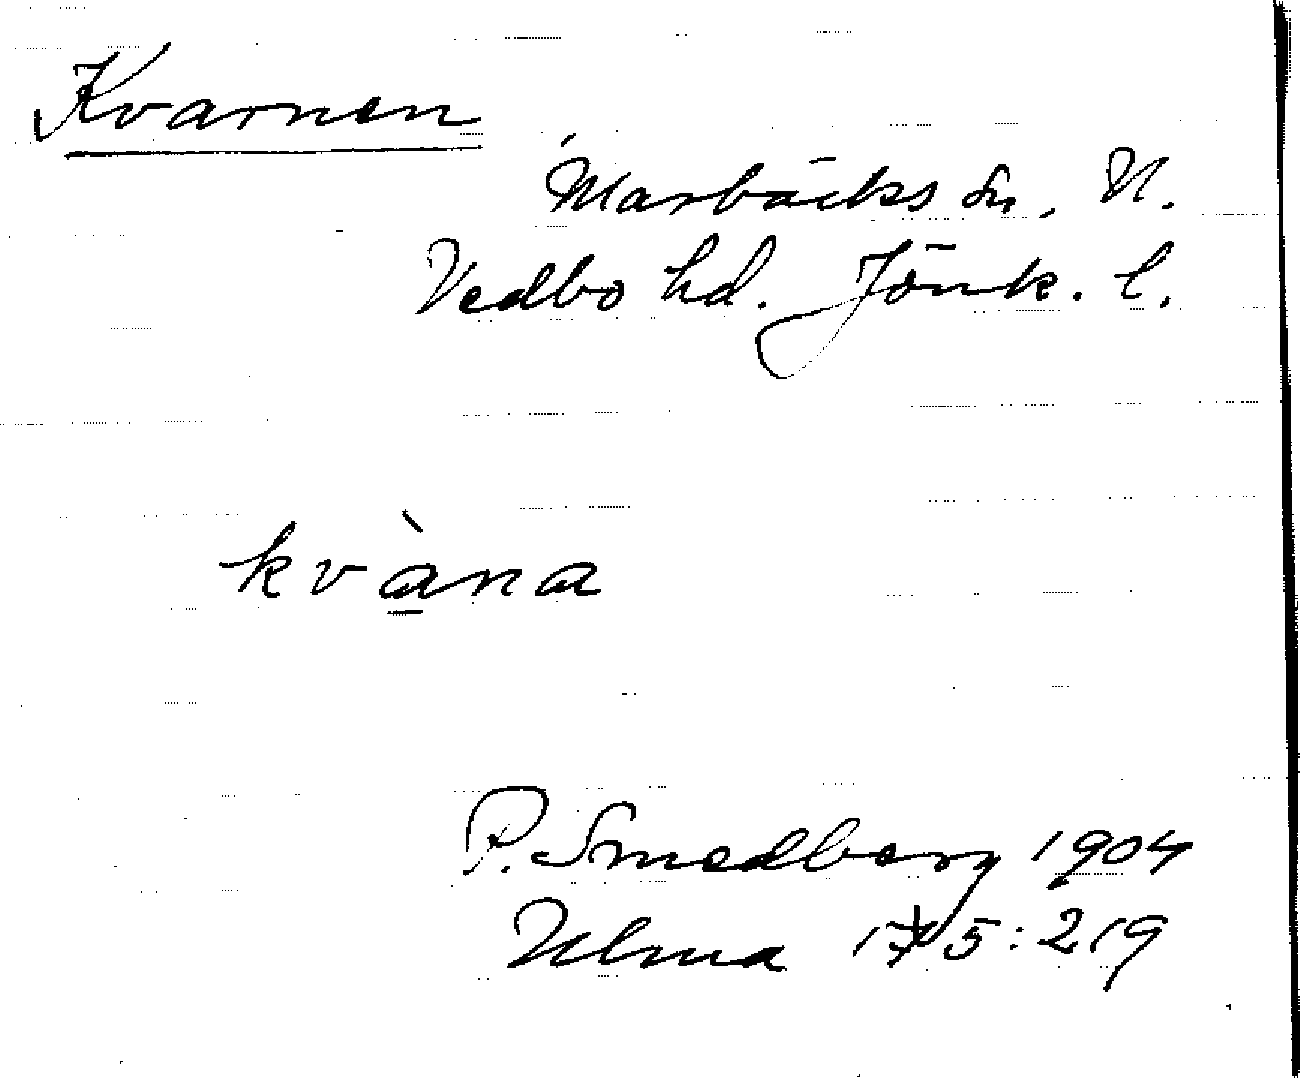 Kvarnen
Marbäcks sn, N.
Vedbo hd. Jönk. l.
kvàna
P. Smedberg 1904
Ulma 175:219